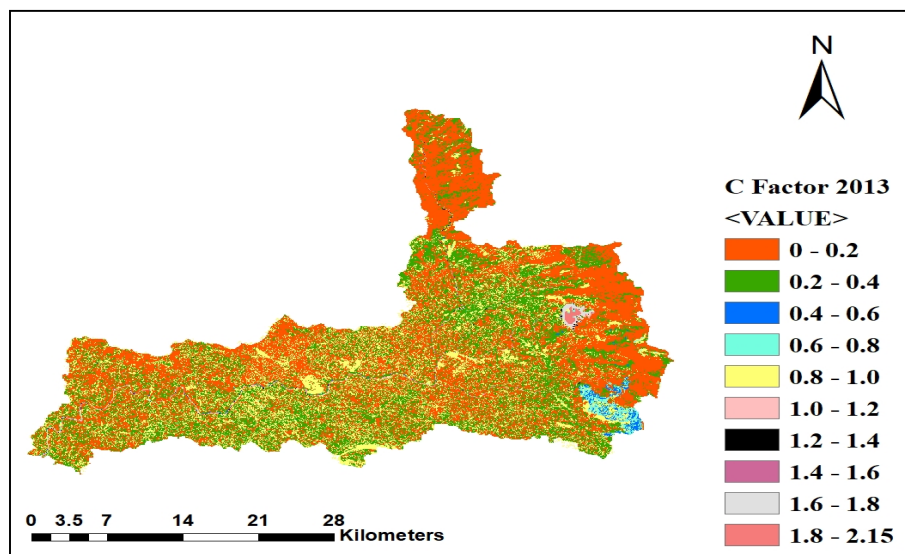 N
C Factor 2013
<VALUE>
0 - 0.2
0.2 - 0.4
0.4 - 0.6
0.6 - 0.8
0.8 - 1.0
1.0 - 1.2
1.2 - 1.4
1.4 - 1.6
1.6 - 1.8
1.8 - 2.15
0 3.5 7 14 21 28
Kilometers